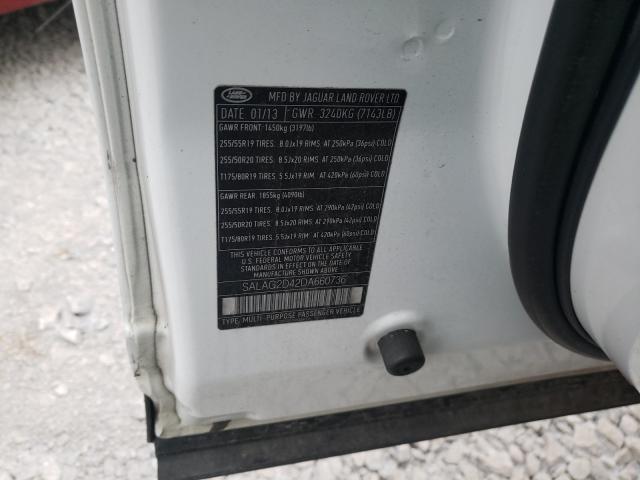 LAND ROVER
MFD BY JAGUAR LAND ROVER LTD
DATE 01/13 GWR 3240KG (7143LB)
GAWR FRONT: 1450kg (3197lb)
255/55R19 TIRES. 8.0Jx19 RIMS. AT 250kPa (36psi) COLD
255/50R20 TIRES. 8.5Jx20 RIMS. AT 250kPa (36psi) COLD
T175/80R19 TIRES. 5.5Jx19 RIM. AT 420kPa (60psi) COLD
GAWR REAR: 1855kg (4090lb)
255/55R19 TIRES. 8.0Jx19 RIMS. AT 290kPa (42psi) COLD
255/50R20 TIRES. 8.5Jx20 RIMS. AT 290kPa (42psi) COLD
T175/80R19 TIRES. 5.5Jx19 RIM. AT 420kPa (60psi) COLD
THIS VEHICLE CONFORMS TO ALL APPLICABLE
U.S. FEDERAL MOTOR VEHICLE SAFETY
STANDARDS IN EFFECT ON THE DATE OF
MANUFACTURE SHOWN ABOVE.
SALAG2D42DA660736
TYPE: MULTI-PURPOSE PASSENGER VEHICLE